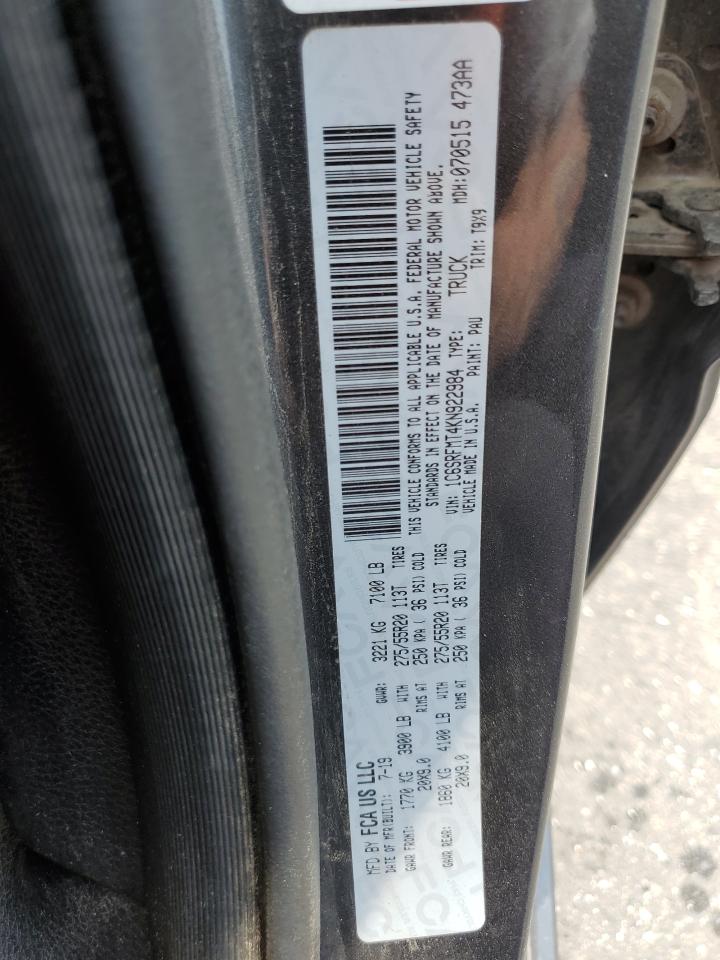 MFD BY FCA US LLC
DATE OF MFR(BUILT): 7-19 GVWR: 3221 KG 7100 LB
GAWR FRONT: 1770 KG 3900 LB WITH 275/55R20 113T TIRES
20X9.0 RIMS AT 250 KPA ( 36 PSI) COLD
GAWR REAR: 1860 KG 4100 LB WITH 275/55R20 113T TIRES
20X9.0 RIMS AT 250 KPA ( 36 PSI) COLD
THIS VEHICLE CONFORMS TO ALL APPLICABLE U.S.A. FEDERAL MOTOR VEHICLE SAFETY
STANDARDS IN EFFECT ON THE DATE OF MANUFACTURE SHOWN ABOVE.
VIN: 1C6SRFMT4KN922984 TYPE: TRUCK MDH:070515 473AA
VEHICLE MADE IN U.S.A. PAINT: PAU TRIM: T9X9